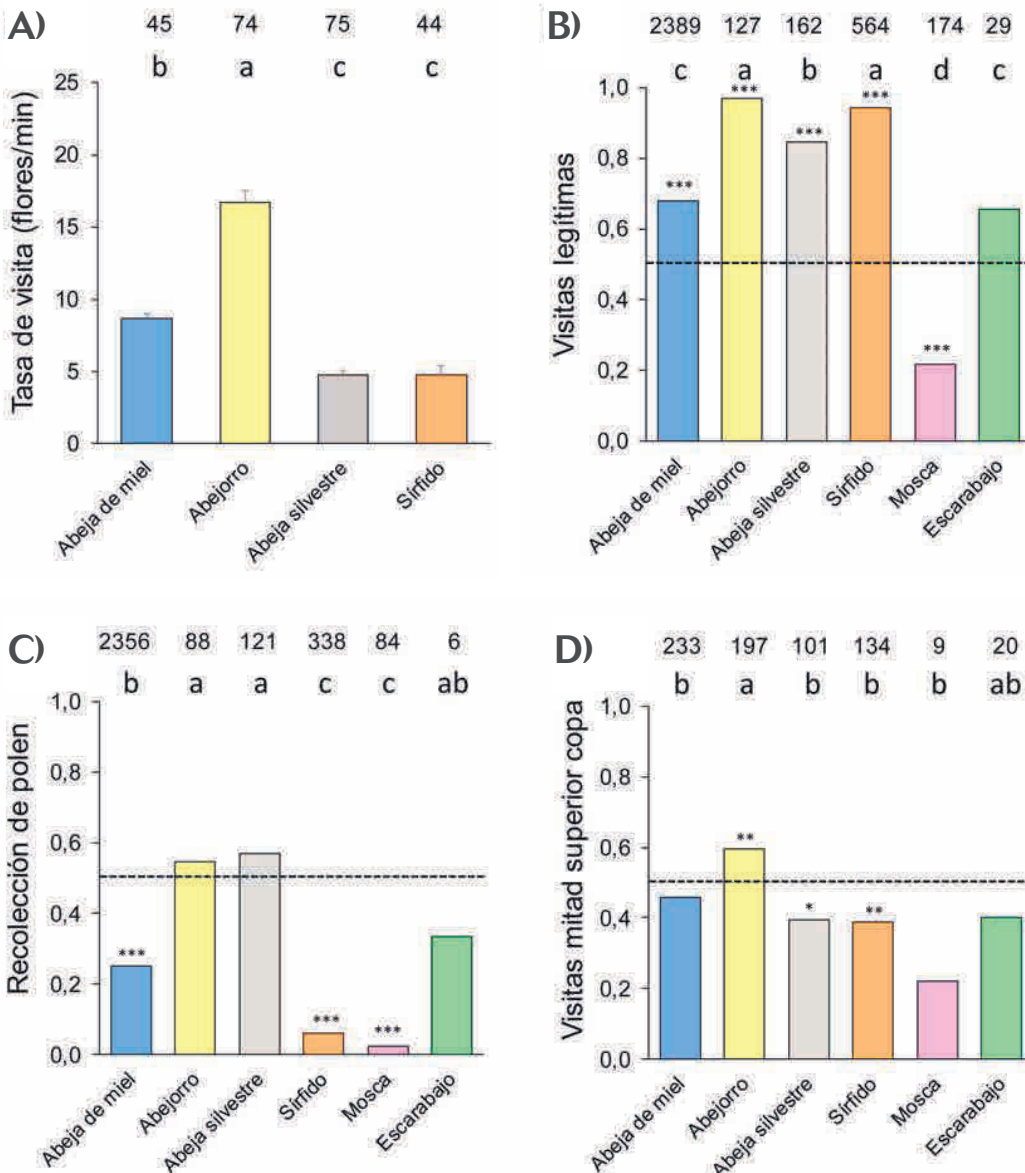 A)
45 74 75 44
b a c c
Tasa de visita (flores/min)
25
20
15
10
5
0
Abeja de miel
Abejorro
Abeja silvestre
Sírfido
B)
2389 127 162 564 174 29
c a b a d c
Visitas legítimas
1,0
0,8
0,6
0,4
0,2
0,0
***
***
***
***
***
Abeja de miel
Abejorro
Abeja silvestre
Sírfido
Mosca
Escarabajo
C)
2356 88 121 338 84 6
b a a c c ab
Recolección de polen
1,0
0,8
0,6
0,4
0,2
0,0
***
***
***
Abeja de miel
Abejorro
Abeja silvestre
Sírfido
Mosca
Escarabajo
D)
233 197 101 134 9 20
b a b b b ab
Visitas mitad superior copa
1,0
0,8
0,6
0,4
0,2
0,0
**
*
**
Abeja de miel
Abejorro
Abeja silvestre
Sírfido
Mosca
Escarabajo